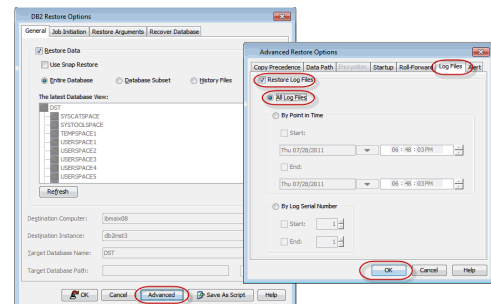 DB2 Restore Options
General Job Initiation Restore Arguments Recover Database
Restore Data
Use Snap Restore
Entire Database Database Subset History Files
The latest Database View:
DST
SYSCATSPACE
SYSTOOLSPACE
TEMPSPACE1
USERSPACE1
USERSPACE2
USERSPACE3
USERSPACE4
USERSPACE5
Refresh
Destination Computer: ibmaix08
Destination Instance: db2inst3
Target Database Name: DST
Target Database Path:
OK Cancel Advanced Save As Script Help
Advanced Restore Options
Copy Precedence Data Path Encryption Startup Roll-Forward Log Files Alert
Restore Log Files
All Log Files
By Point in Time
Start:
Thu 07/28/2011 06 : 48 : 03PM
End:
Thu 07/28/2011 06 : 48 : 03PM
By Log Serial Number
Start: 1
End: 1
OK Cancel Help